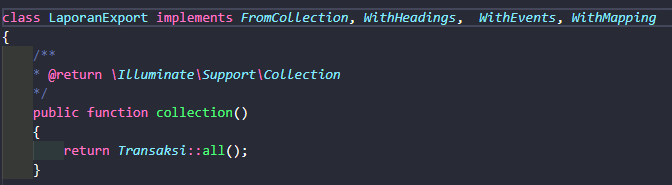 class LaporanExport implements FromCollection, WithHeadings,  WithEvents, WithMapping
{
    /**
    * @return \Illuminate\Support\Collection
    */
    public function collection()
    {
        return Transaksi::all();
    }